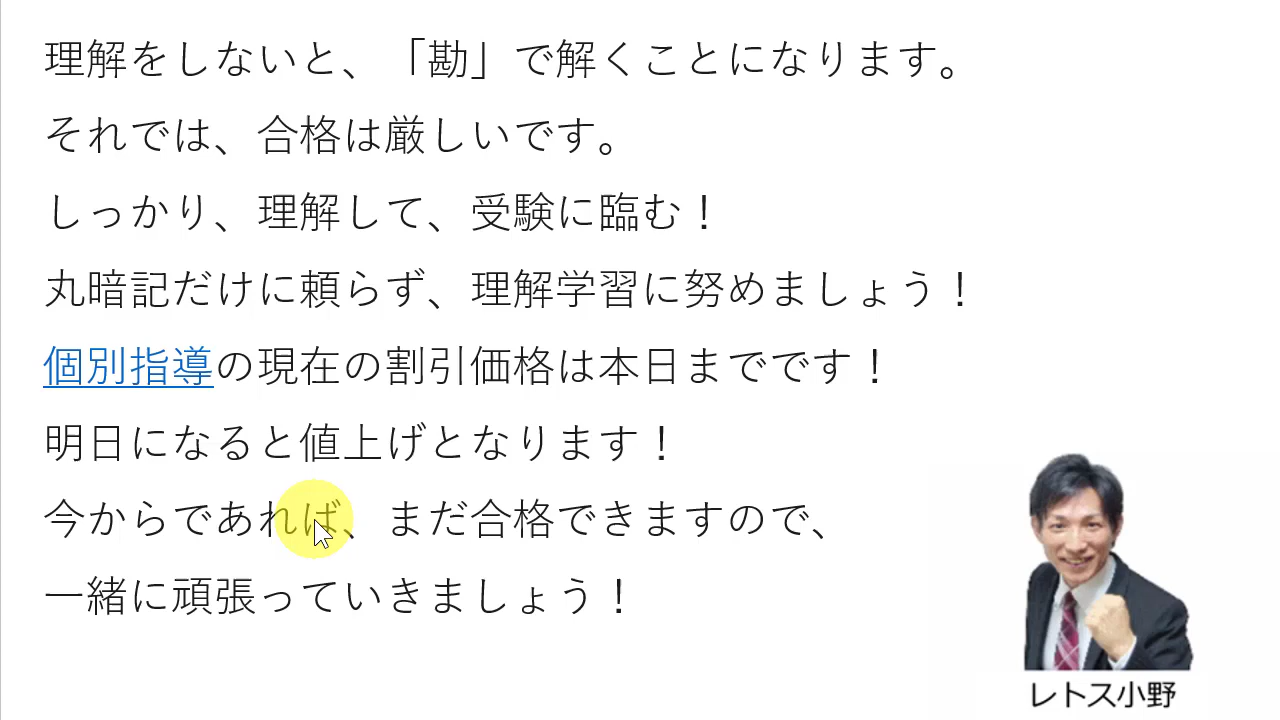 理解をしないと、「勘」で解くことになります。
それでは、合格は厳しいです。
しっかり、理解して、受験に臨む！
丸暗記だけに頼らず、理解学習に努めましょう！
個別指導の現在の割引価格は本日までです！
明日になると値上げとなります！
今からであれば、まだ合格できますので、
一緒に頑張っていきましょう！
レトス小野